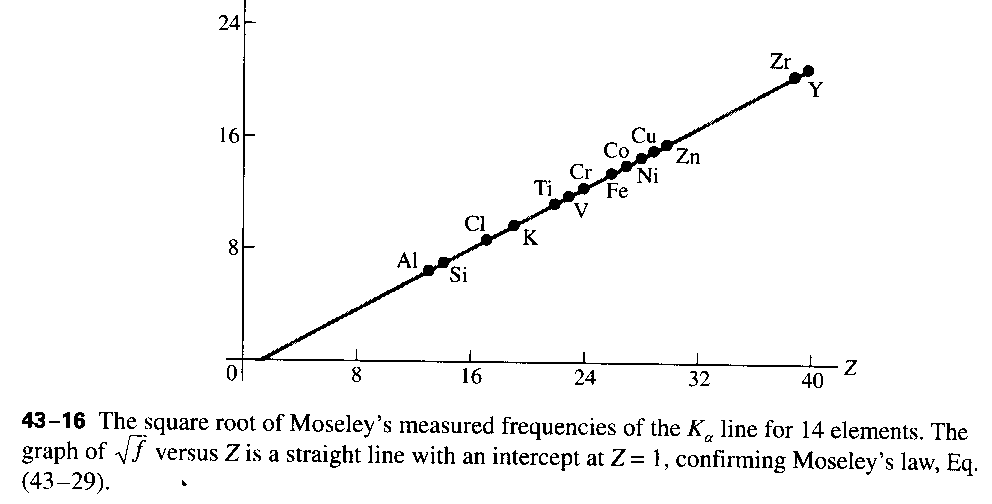 24
Zr
Y
16
Cu
Co
Zn
Ni
Cr
Fe
Ti
V
Cl
K
8
Al
Si
0
8
16
24
32
40
Z
43–16 The square root of Moseley's measured frequencies of the Kα line for 14 elements. The
graph of √f versus Z is a straight line with an intercept at Z = 1, confirming Moseley's law, Eq.
(43–29).